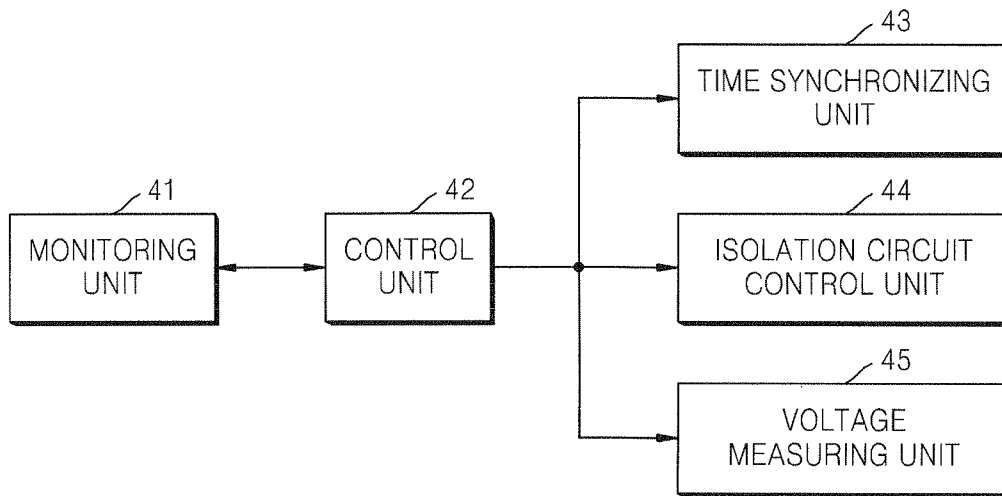 43
TIME SYNCHRONIZING
UNIT
41
MONITORING
UNIT
42
CONTROL
UNIT
44
ISOLATION CIRCUIT
CONTROL UNIT
45
VOLTAGE
MEASURING UNIT